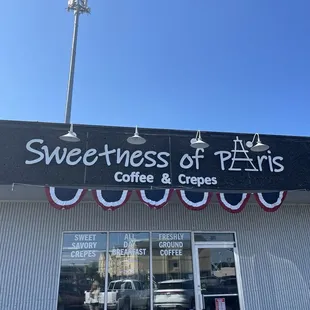 Sweetness of PAris
Coffee & Crepes
SWEET
SAVORY
CREPES
ALL
DAY
BREAKFAST
FRESHLY
GROUND
COFFEE